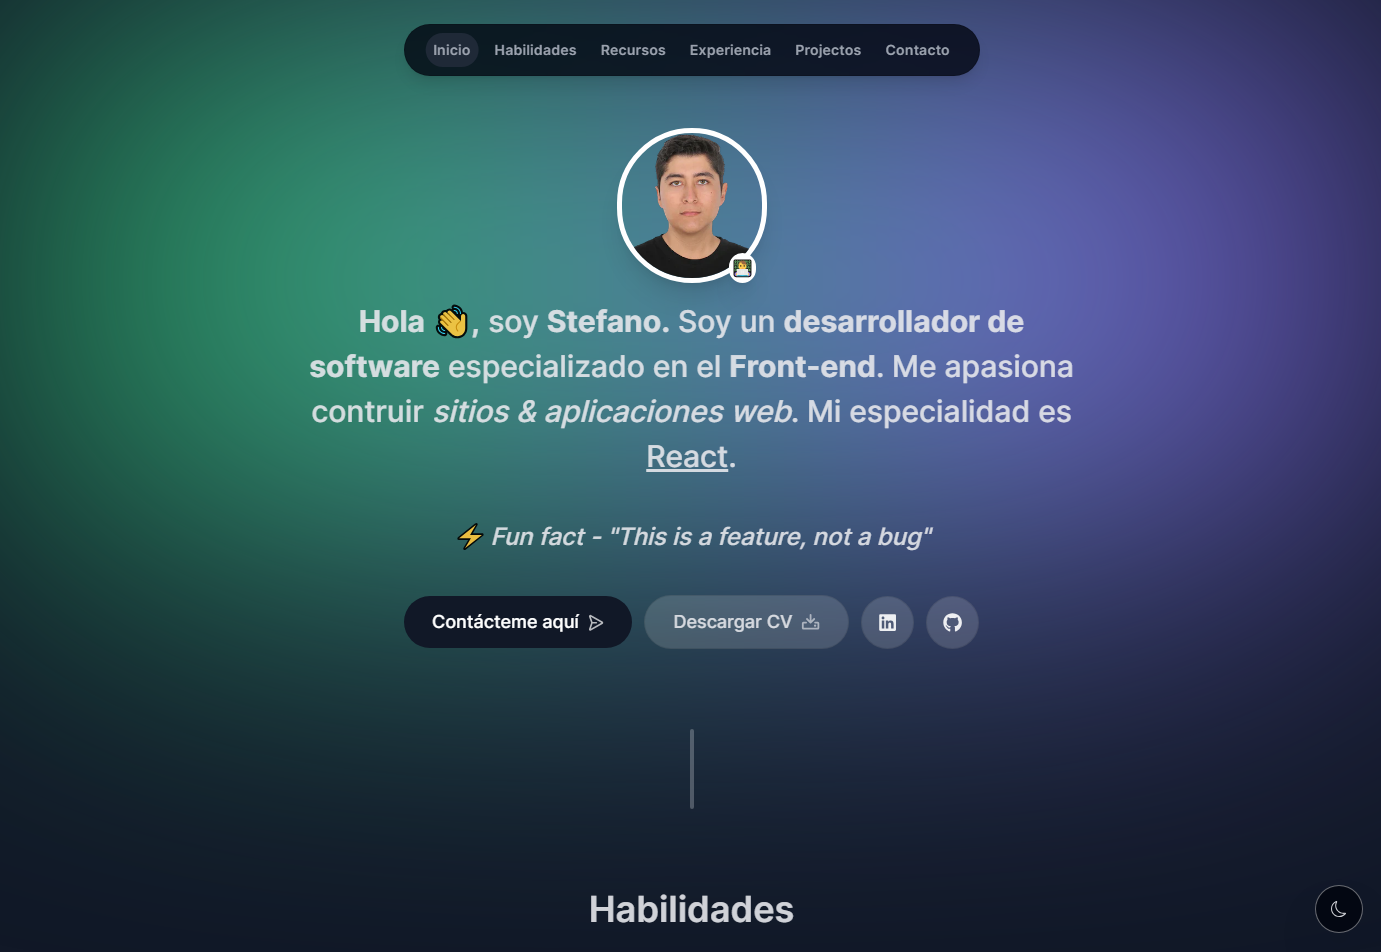 Inicio Habilidades Recursos Experiencia Projectos Contacto
Hola 👋, soy Stefano. Soy un desarrollador de
software especializado en el Front-end. Me apasiona
contruir sitios & aplicaciones web. Mi especialidad es
React.
⚡ Fun fact - "This is a feature, not a bug"
Contácteme aquí Descargar CV in
Habilidades